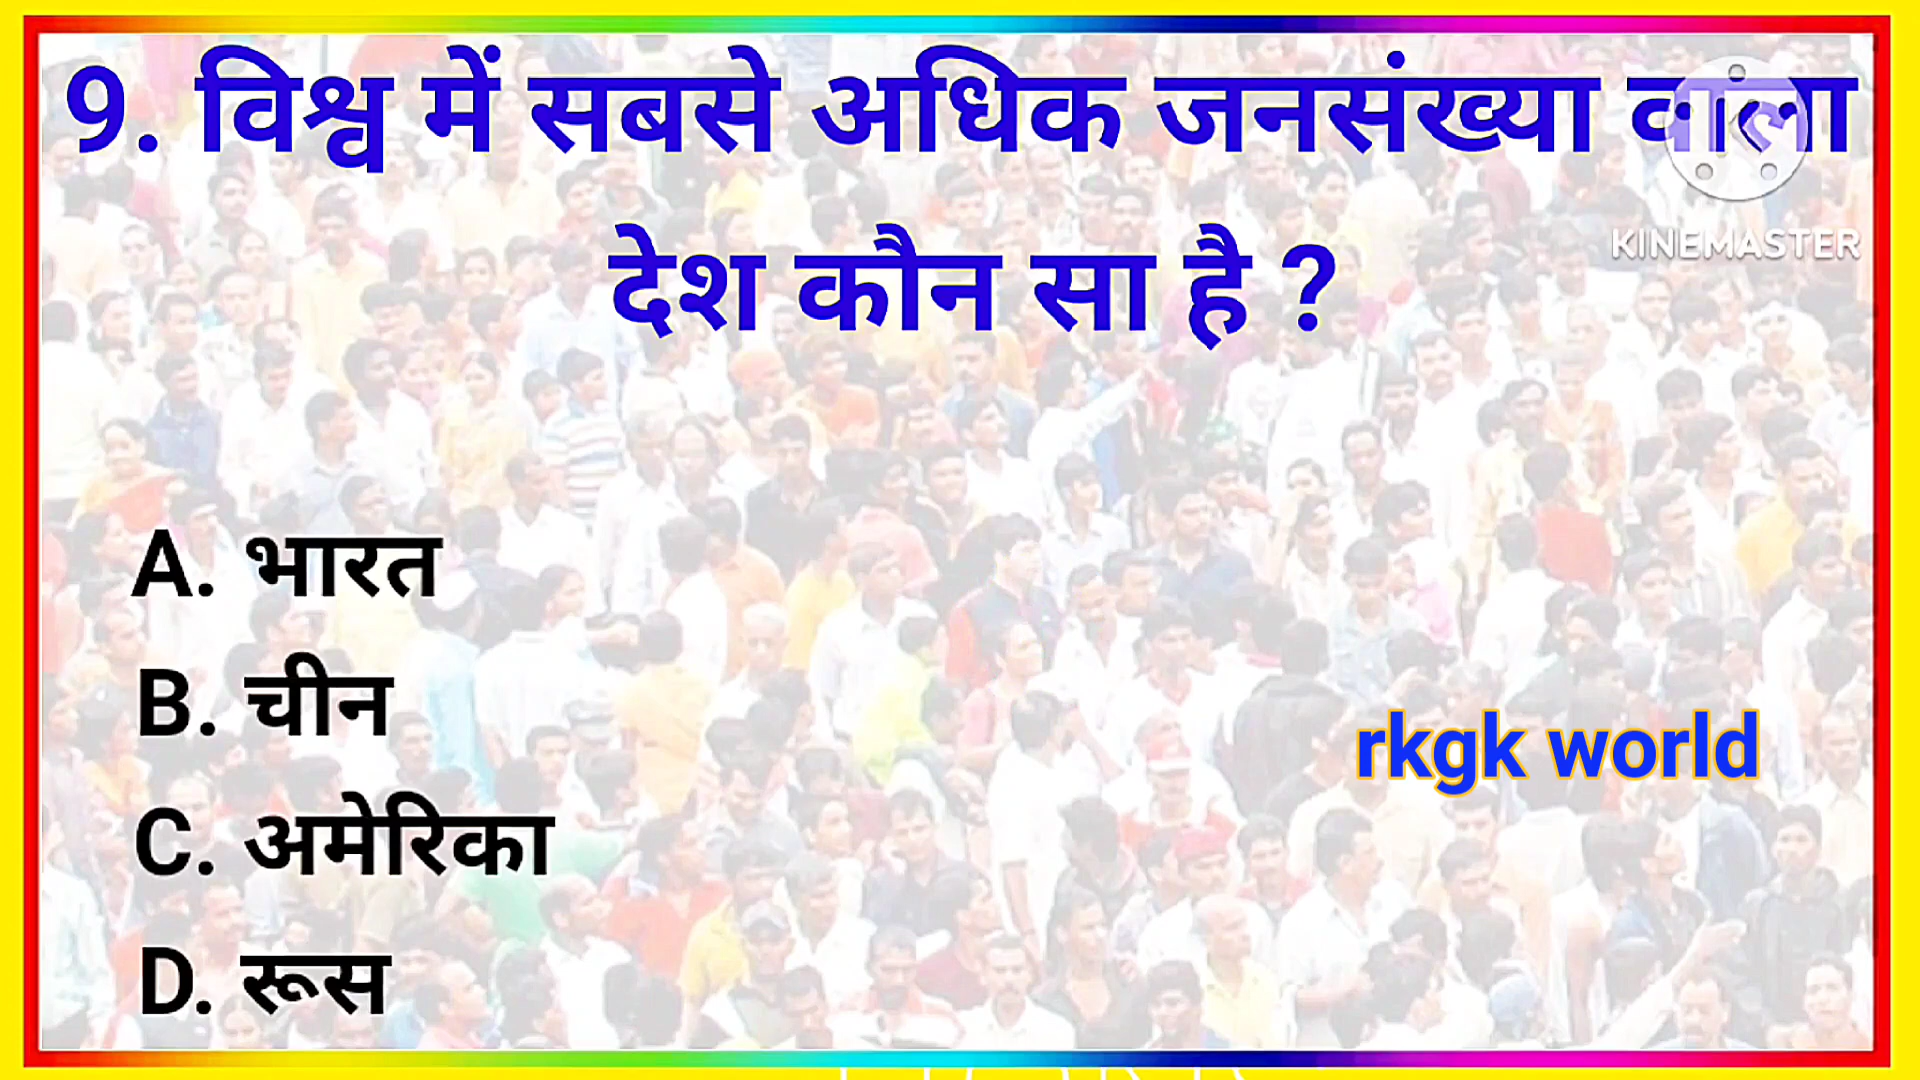 9. विश्व में सबसे अधिक जनसंख्या वाला
देश कौन सा है ?
KINEMASTER
A. भारत
B. चीन
C. अमेरिका
D. रूस
rkgk world